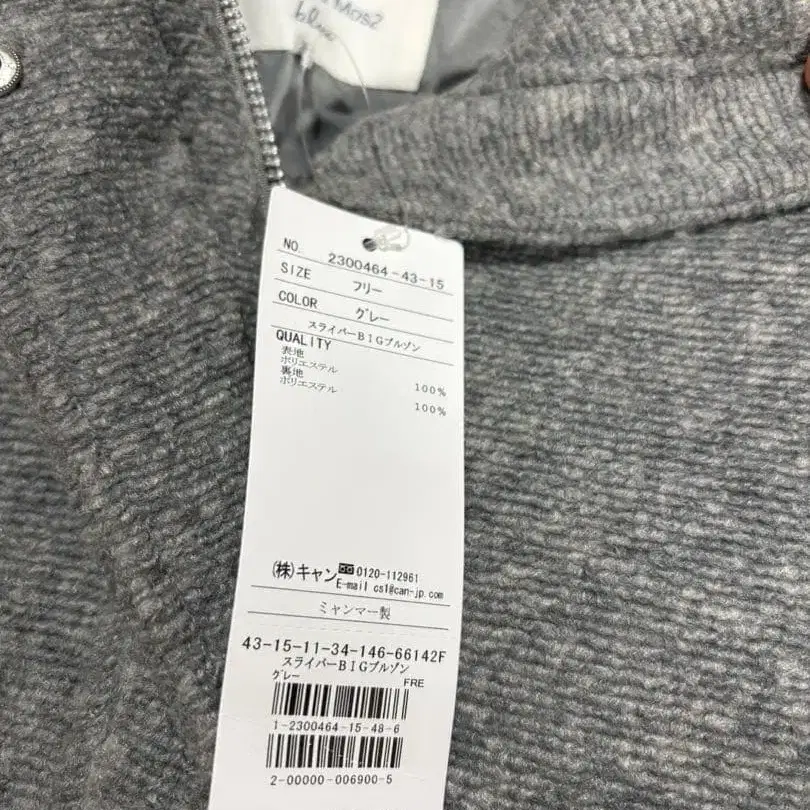 Mos2
blue
NO. 2300464-43-15
SIZE フリー
COLOR グレー
スライバーBIGブルゾン
QUALITY
表地
ポリエステル 100%
裏地
ポリエステル 100%
(株)キャン 0120-112961
E-mail cs1@can-jp.com
ミャンマー製
43-15-11-34-146-66142F
スライバーBIGブルゾン
グレー FRE
1-2300464-15-48-6
2-00000-006900-5